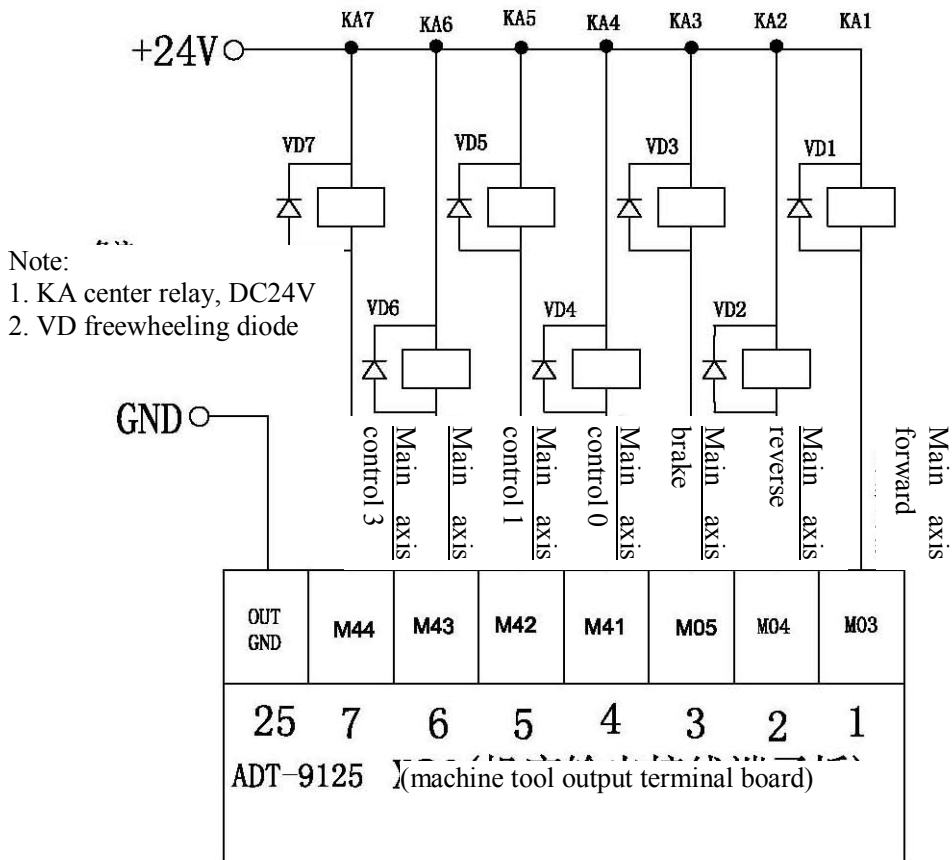 KA7 KA6 KA5 KA4 KA3 KA2 KA1
+24V
VD7 VD5 VD3 VD1
Note:
1. KA center relay, DC24V
2. VD freewheeling diode
VD6 VD4 VD2
GND
Main axis
control 3
Main axis
Main axis
control 1
Main axis
control 0
Main axis
brake
Main axis
reverse
Main axis
forward
OUT
GND
M44 M43 M42 M41 M05 M04 M03
25 7 6 5 4 3 2 1
ADT-9125 (machine tool output terminal board)